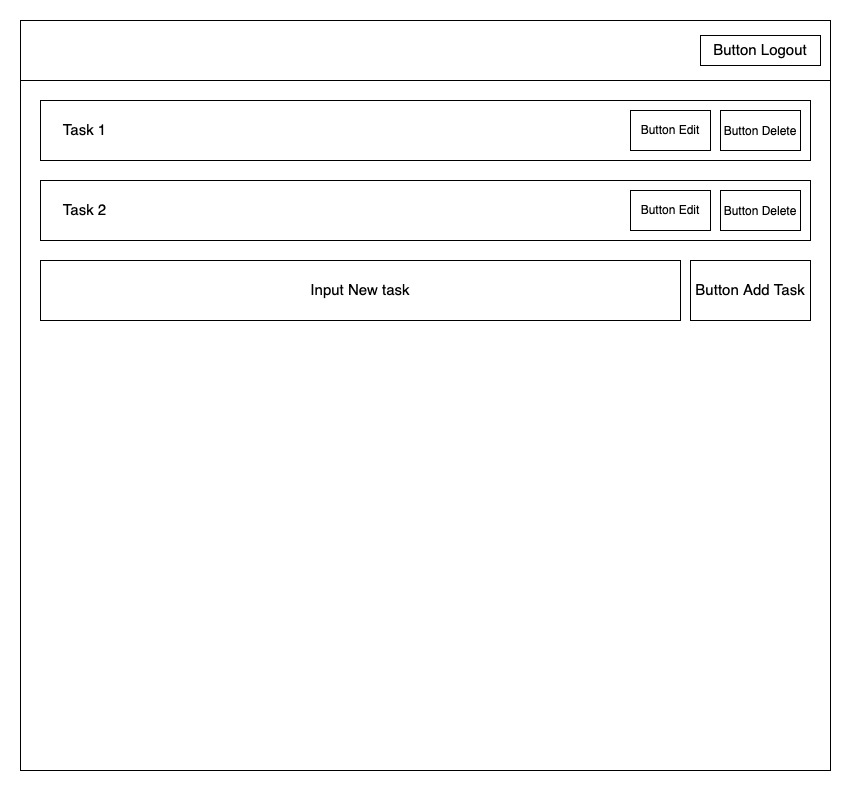 Button Logout
Task 1
Button Edit
Button Delete
Task 2
Button Edit
Button Delete
Input New task
Button Add Task